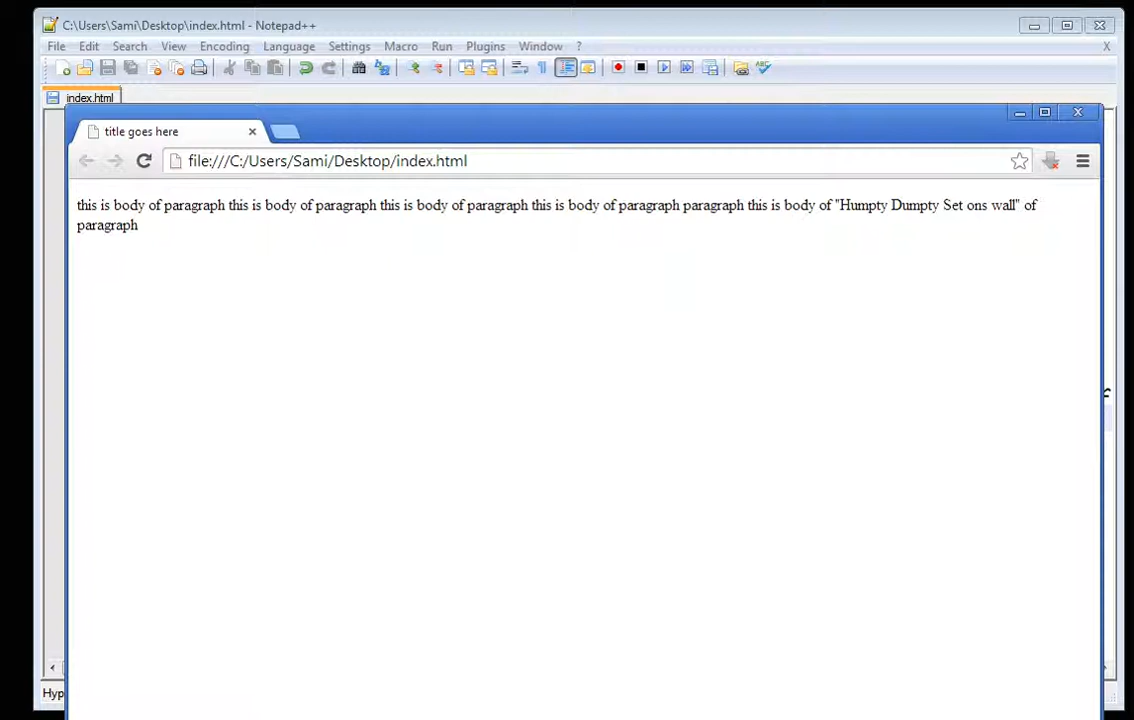 C:\Users\Sami\Desktop\index.html - Notepad++
File Edit Search View Encoding Language Settings Macro Run Plugins Window ? X
index.html
title goes here
file:///C:/Users/Sami/Desktop/index.html
this is body of paragraph this is body of paragraph this is body of paragraph this is body of paragraph paragraph this is body of "Humpty Dumpty Set ons wall" of
paragraph
Hyp